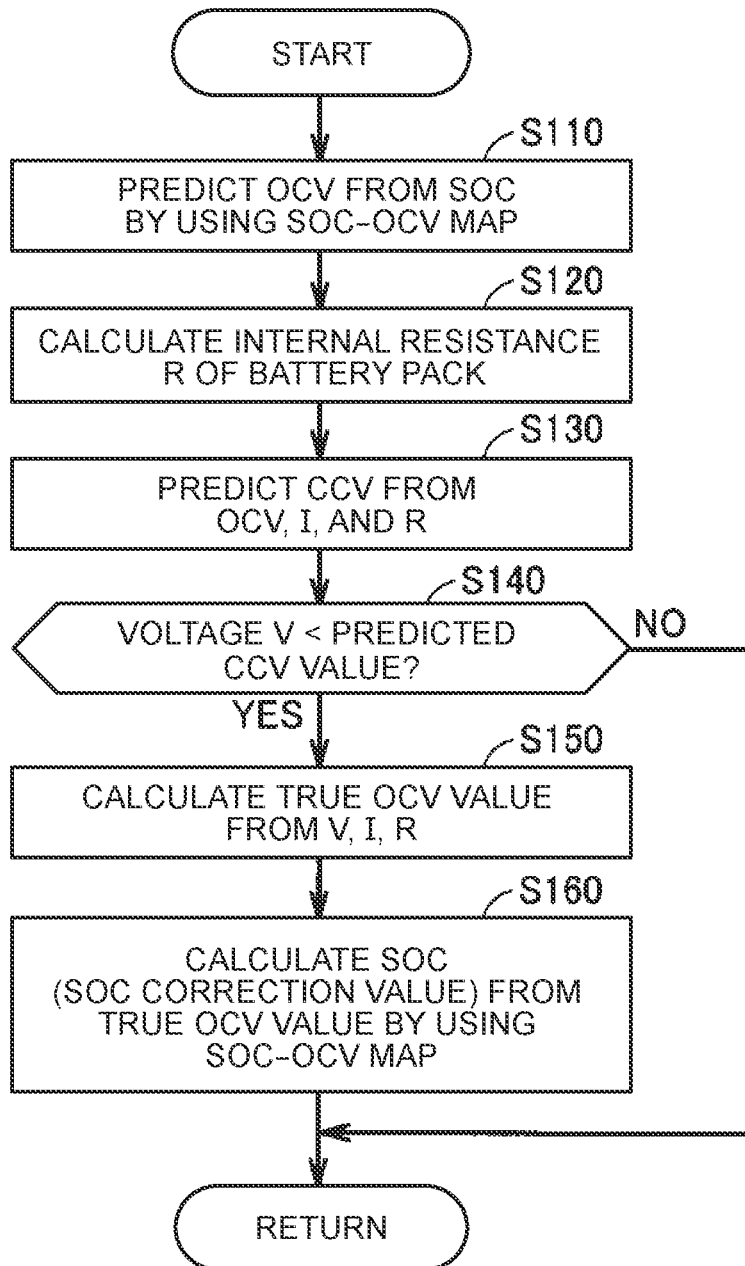 START
S110
PREDICT OCV FROM SOC
BY USING SOC-OCV MAP
S120
CALCULATE INTERNAL RESISTANCE
R OF BATTERY PACK
S130
PREDICT CCV FROM
OCV, I, AND R
S140
VOLTAGE V < PREDICTED
CCV VALUE?
NO
YES
S150
CALCULATE TRUE OCV VALUE
FROM V, I, R
S160
CALCULATE SOC
(SOC CORRECTION VALUE) FROM
TRUE OCV VALUE BY USING
SOC-OCV MAP
RETURN